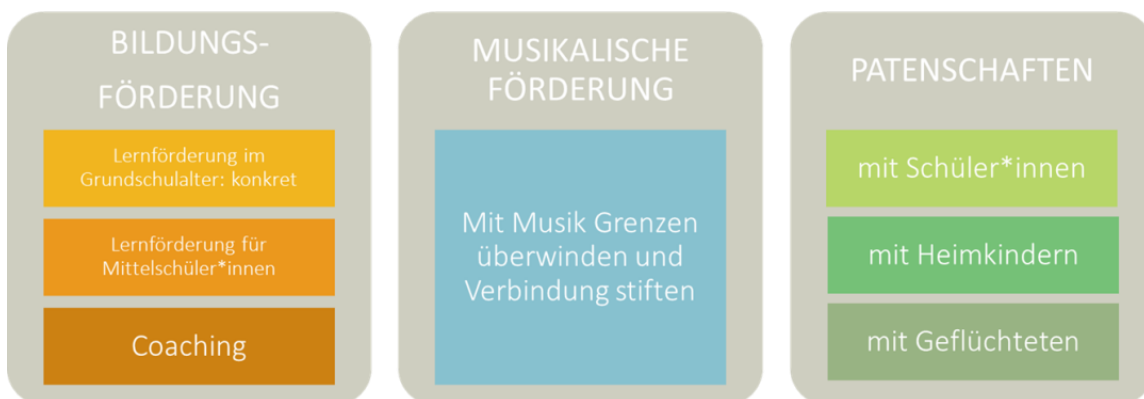 BILDUNGS-
FÖRDERUNG
Lernförderung im
Grundschulalter: konkret
Lernförderung für
Mittelschüler*innen
Coaching
MUSIKALISCHE
FÖRDERUNG
Mit Musik Grenzen
überwinden und
Verbindung stiften
PATENSCHAFTEN
mit Schüler*innen
mit Heimkindern
mit Geflüchteten